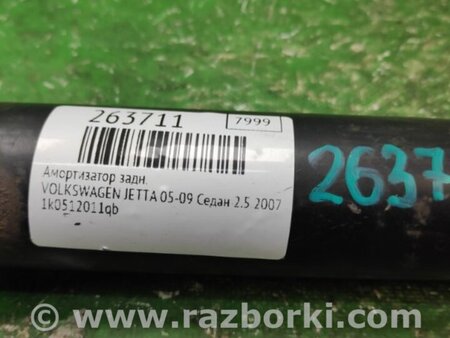 263711
7999
Амортизатор задн.
VOLKSWAGEN JETTA 05-09 Седан 2.5 2007
1k0512011qb
2637
www.razborki.com